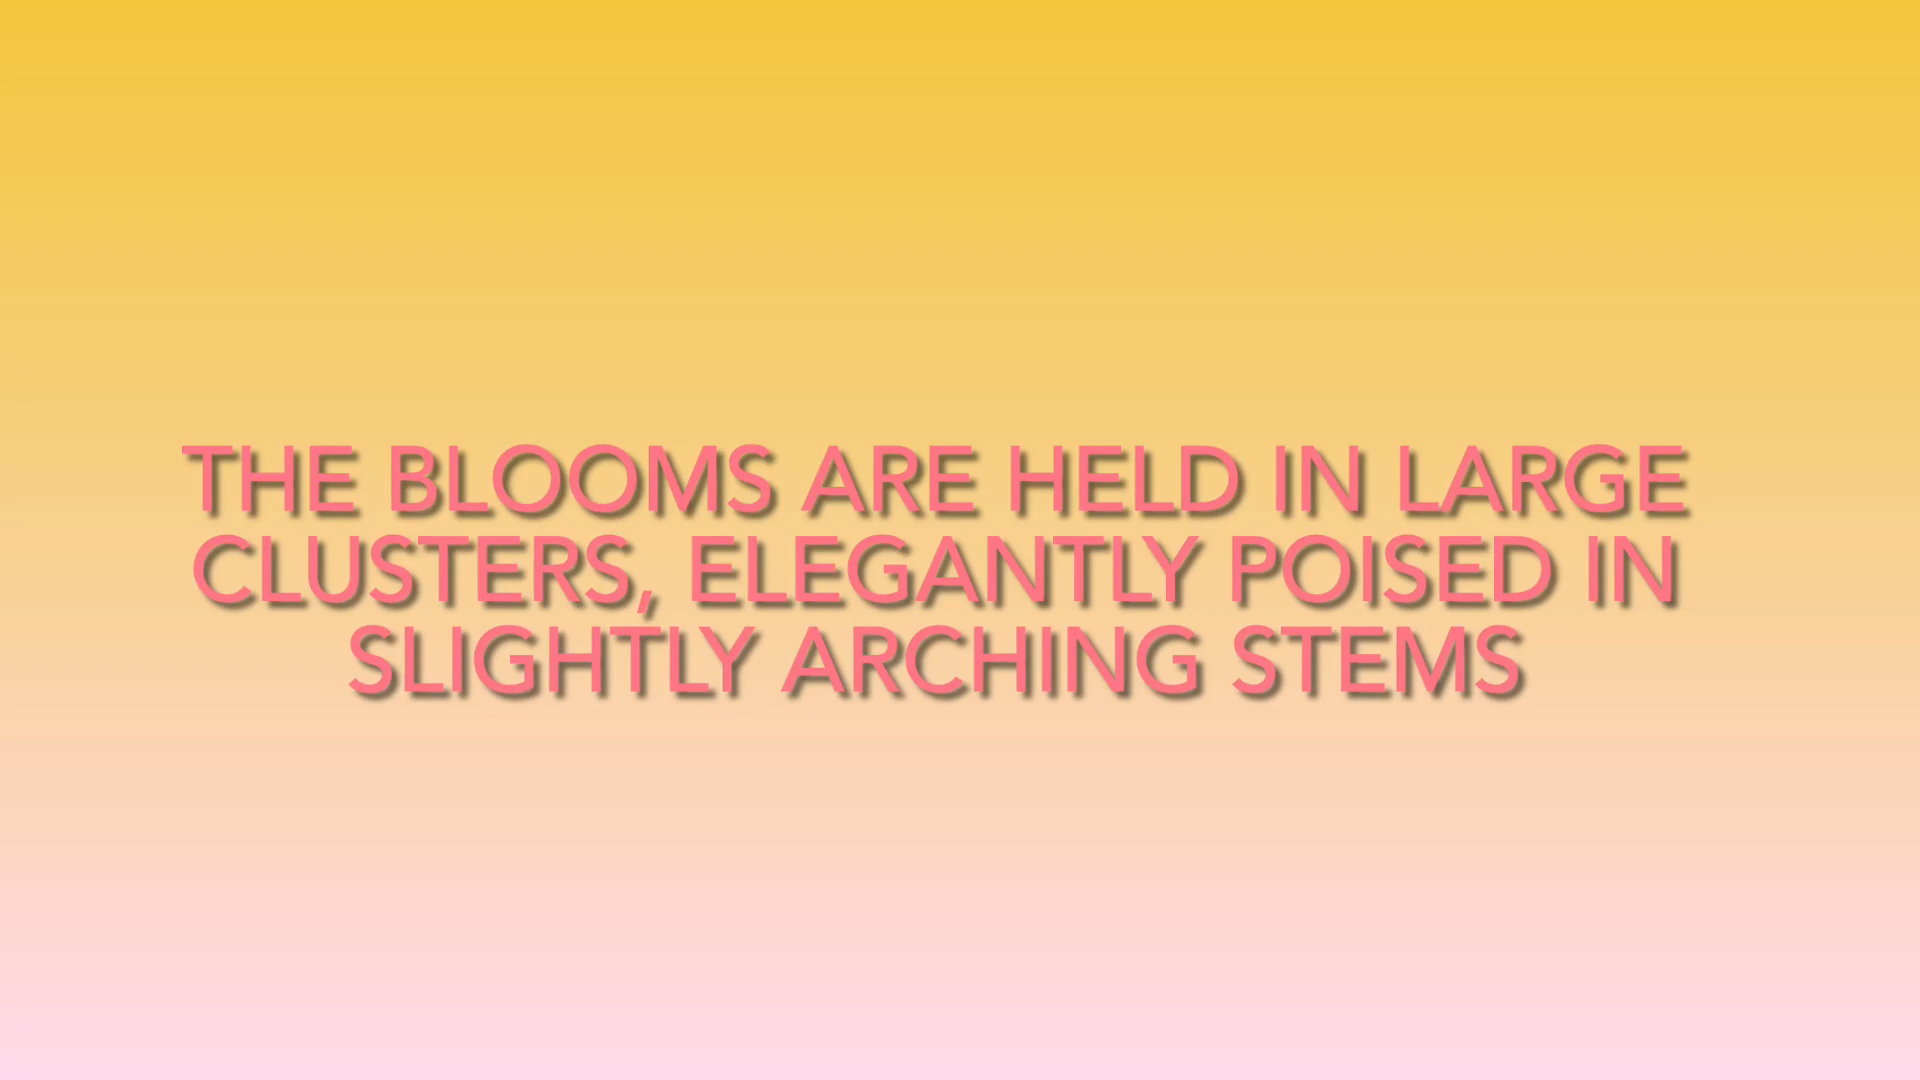 THE BLOOMS ARE HELD IN LARGE
CLUSTERS, ELEGANTLY POISED IN
SLIGHTLY ARCHING STEMS